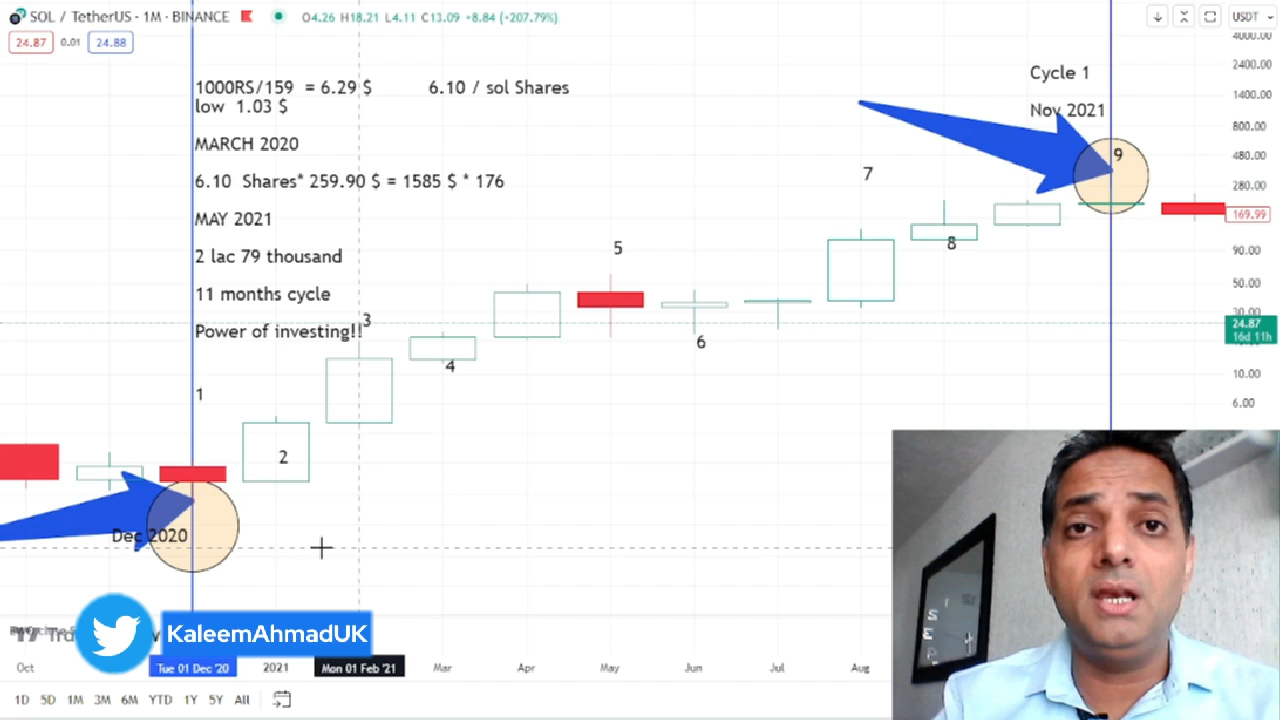 SOL / TetherUS · 1M · BINANCE O4.26 H18.21 L4.11 C13.09 +8.84 (+207.79%) USDT
24.87 0.01 24.88
4000.00
2400.00
1400.00
800.00
480.00
280.00
169.99
90.00
50.00
30.00
24.87
16d 11h
10.00
6.00
1000RS/159 = 6.29 $ 6.10 / sol Shares
low 1.03 $
MARCH 2020
6.10 Shares* 259.90 $ = 1585 $ * 176
MAY 2021
2 lac 79 thousand
11 months cycle
Power of investing!!
Cycle 1
Nov 2021
1
2
3
4
5
6
7
8
9
Dec 2020
KaleemAhmadUK
Oct Tue 01 Dec '20 2021 Mon 01 Feb '21 Mar Apr May Jun Jul Aug
1D 5D 1M 3M 6M YTD 1Y 5Y All